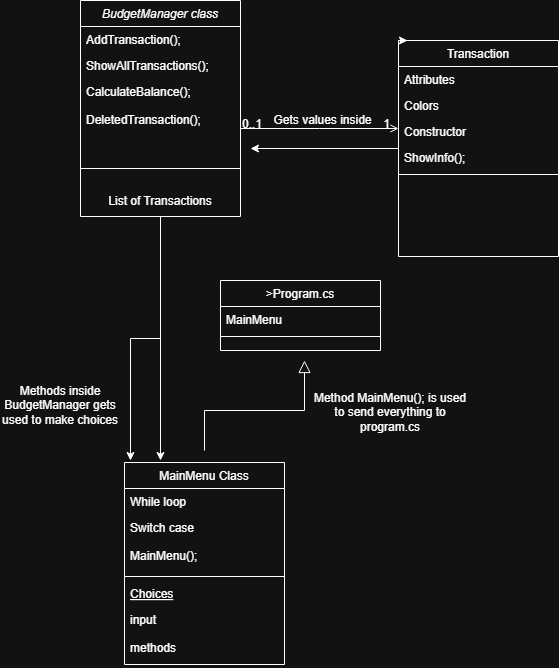 BudgetManager class
AddTransaction();
ShowAllTransactions();
CalculateBalance();
DeletedTransaction();
List of Transactions
0..1
Gets values inside
1
Transaction
Attributes
Colors
Constructor
ShowInfo();
>Program.cs
MainMenu
Methods inside
BudgetManager gets
used to make choices
Method MainMenu(); is used
to send everything to
program.cs
MainMenu Class
While loop
Switch case
MainMenu();
Choices
input
methods